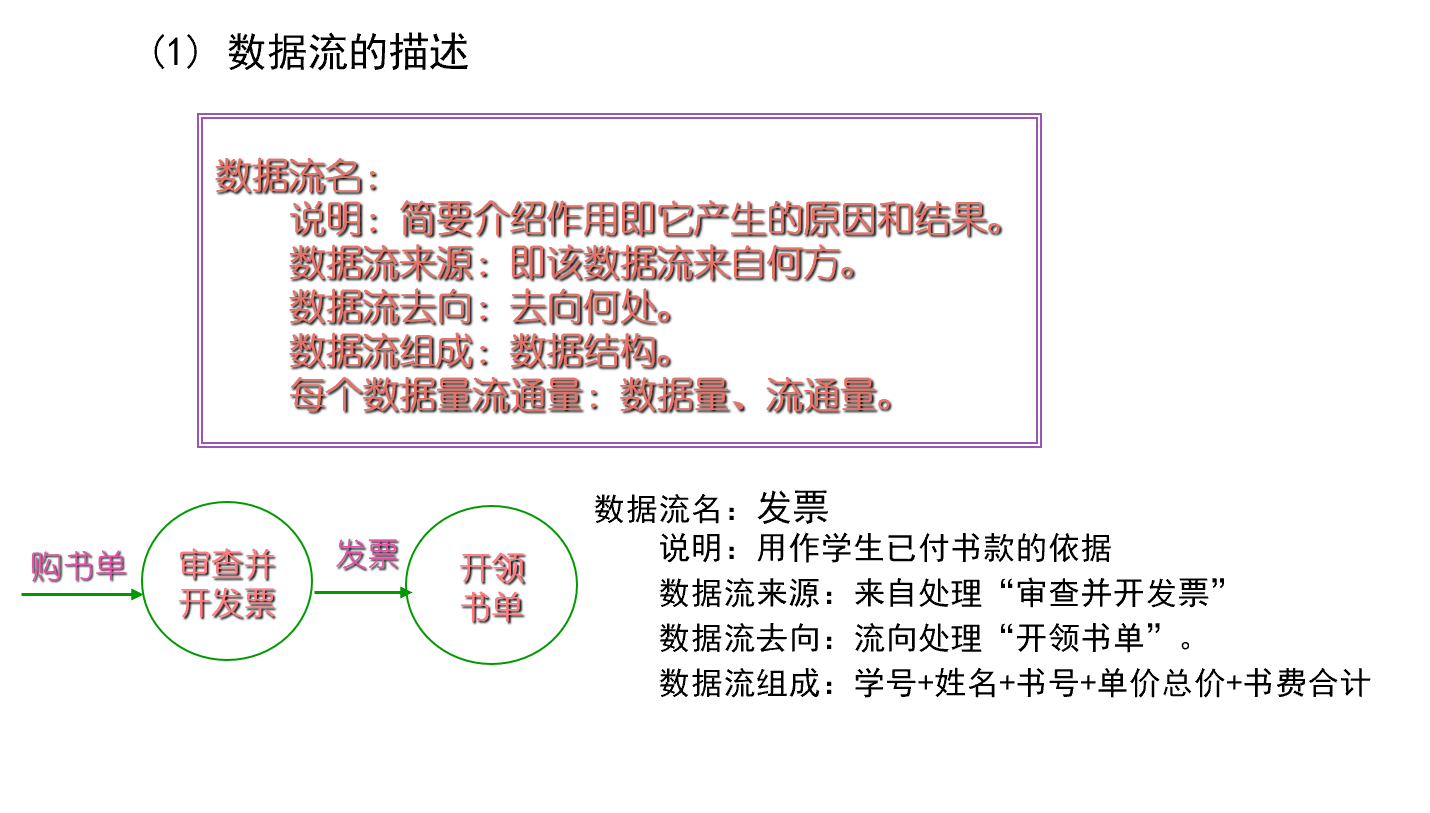 (1) 数据流的描述
数据流名：
说明：简要介绍作用即它产生的原因和结果。
数据流来源：即该数据流来自何方。
数据流去向：去向何处。
数据流组成：数据结构。
每个数据量流通量：数据量、流通量。
购书单
审查并
开发票
发票
开领
书单
数据流名：发票
说明：用作学生已付书款的依据
数据流来源：来自处理“审查并开发票”
数据流去向：流向处理“开领书单”。
数据流组成：学号+姓名+书号+单价总价+书费合计